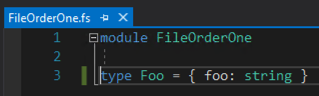 FileOrderOne.fs
1 module FileOrderOne
2
3 type Foo = { foo: string }